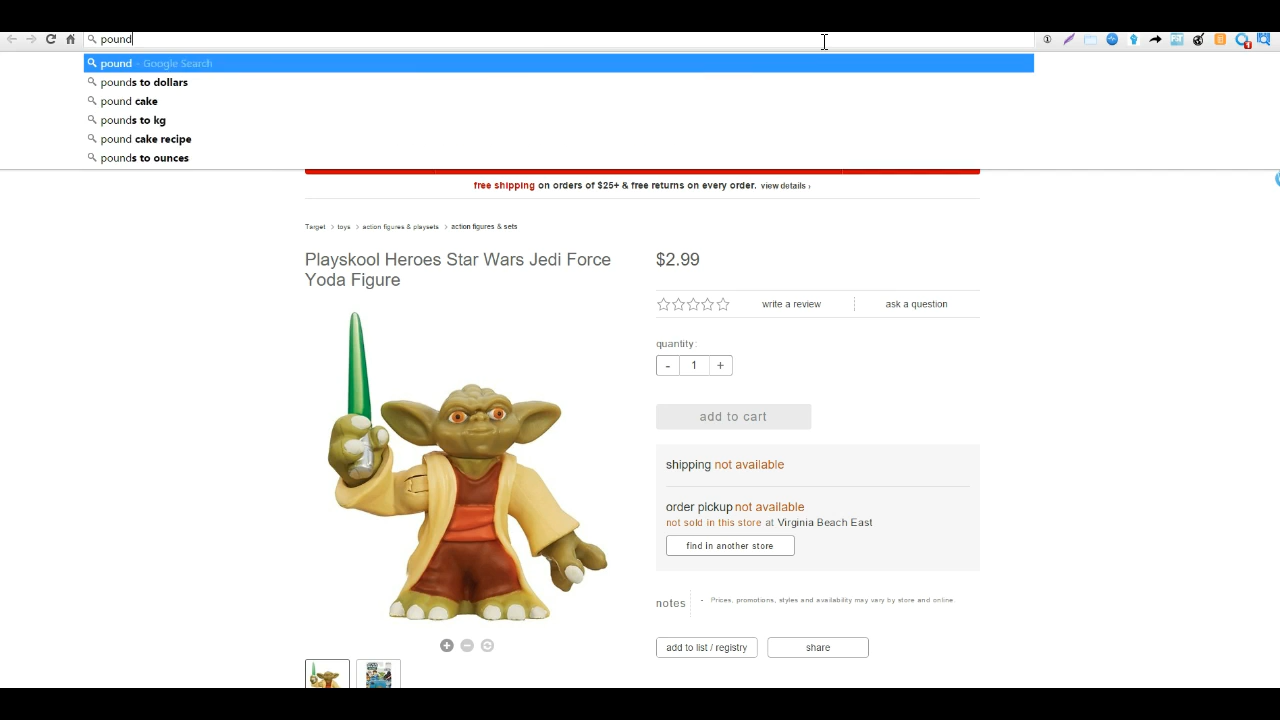 pound
pound – Google Search
pounds to dollars
pound cake
pounds to kg
pound cake recipe
pounds to ounces
free shipping on orders of $25+ & free returns on every order. view details ›
Target > toys > action figures & playsets > action figures & sets
Playskool Heroes Star Wars Jedi Force
Yoda Figure
$2.99
write a review
ask a question
quantity:
- 1 +
add to cart
shipping not available
order pickup not available
not sold in this store at Virginia Beach East
find in another store
notes
- Prices, promotions, styles and availability may vary by store and online.
add to list / registry
share